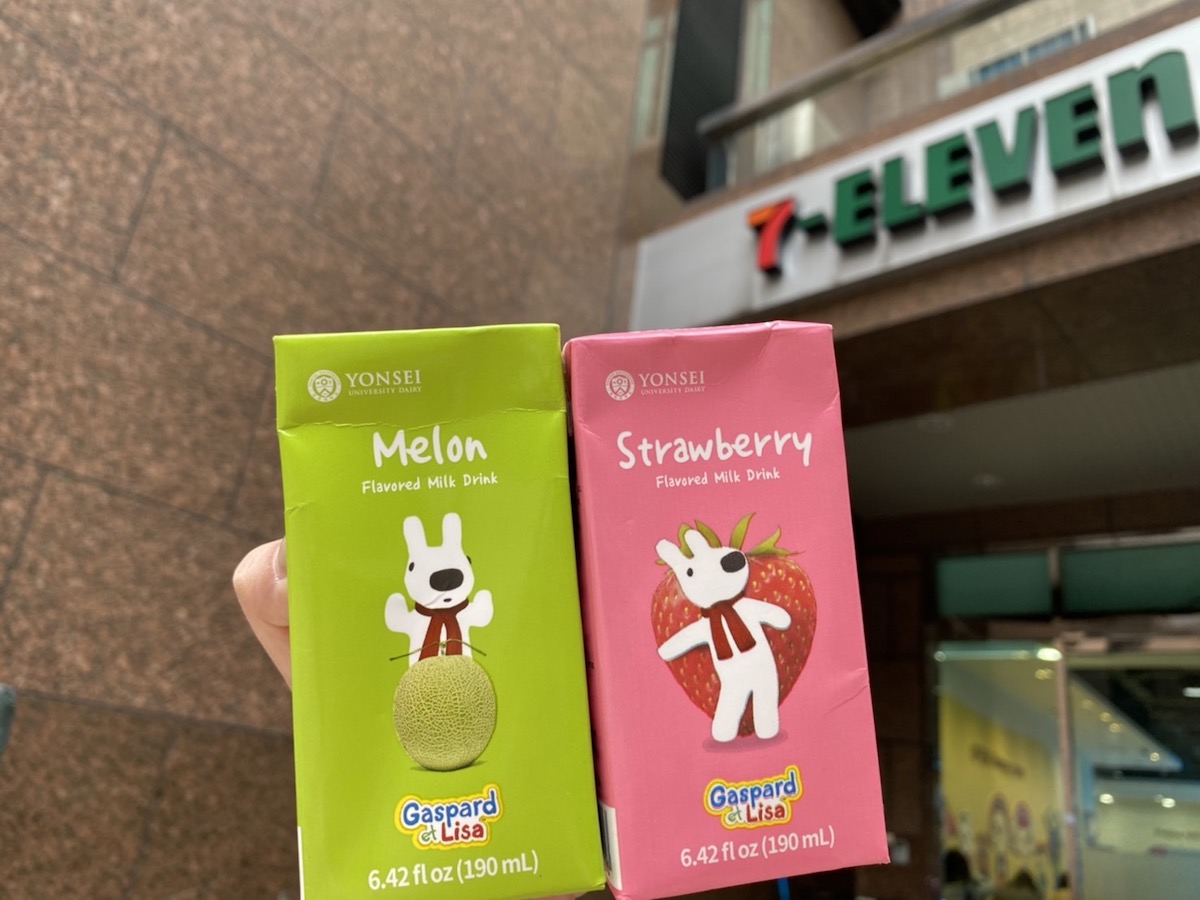 7-ELEVEn
YONSEI
UNIVERSITY DAIRY
Melon
Flavored Milk Drink
Gaspard
et Lisa
6.42 fl oz (190 mL)
YONSEI
UNIVERSITY DAIRY
Strawberry
Flavored Milk Drink
Gaspard
et Lisa
6.42 fl oz (190 mL)